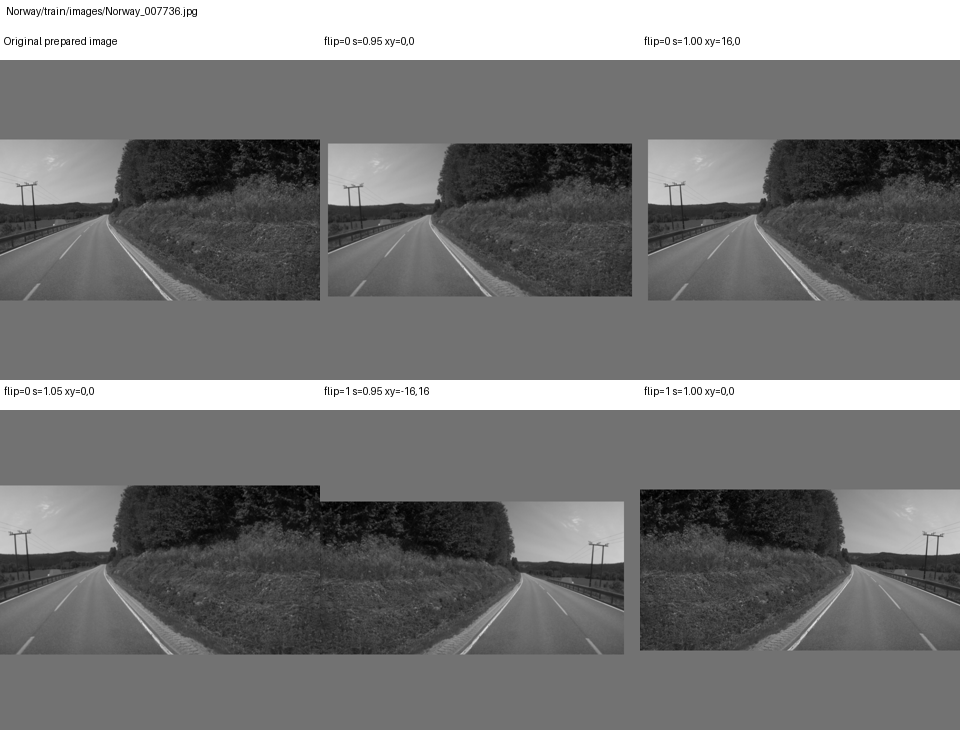 Norway/train/images/Norway_007736.jpg
Original prepared image
flip=0 s=0.95 xy=0,0
flip=0 s=1.00 xy=16,0
flip=0 s=1.05 xy=0,0
flip=1 s=0.95 xy=-16,16
flip=1 s=1.00 xy=0,0